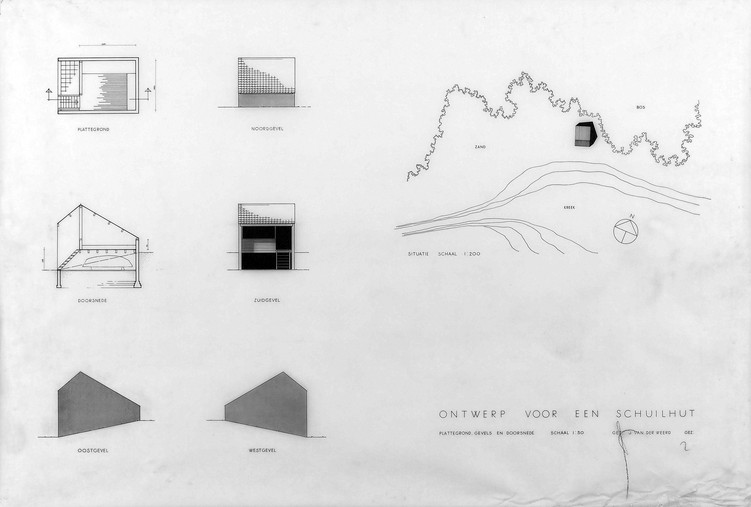 PLATTEGROND
NOORDGEVEL
BOS
ZAND
KREEK
N
SITUATIE SCHAAL 1:200
DOORSNEDE
ZUIDGEVEL
OOSTGEVEL
WESTGEVEL
ONTWERP VOOR EEN SCHUILHUT
PLATTEGROND, GEVELS EN DOORSNEDE SCHAAL 1:50 VAN DER WEERD GEZ.
2